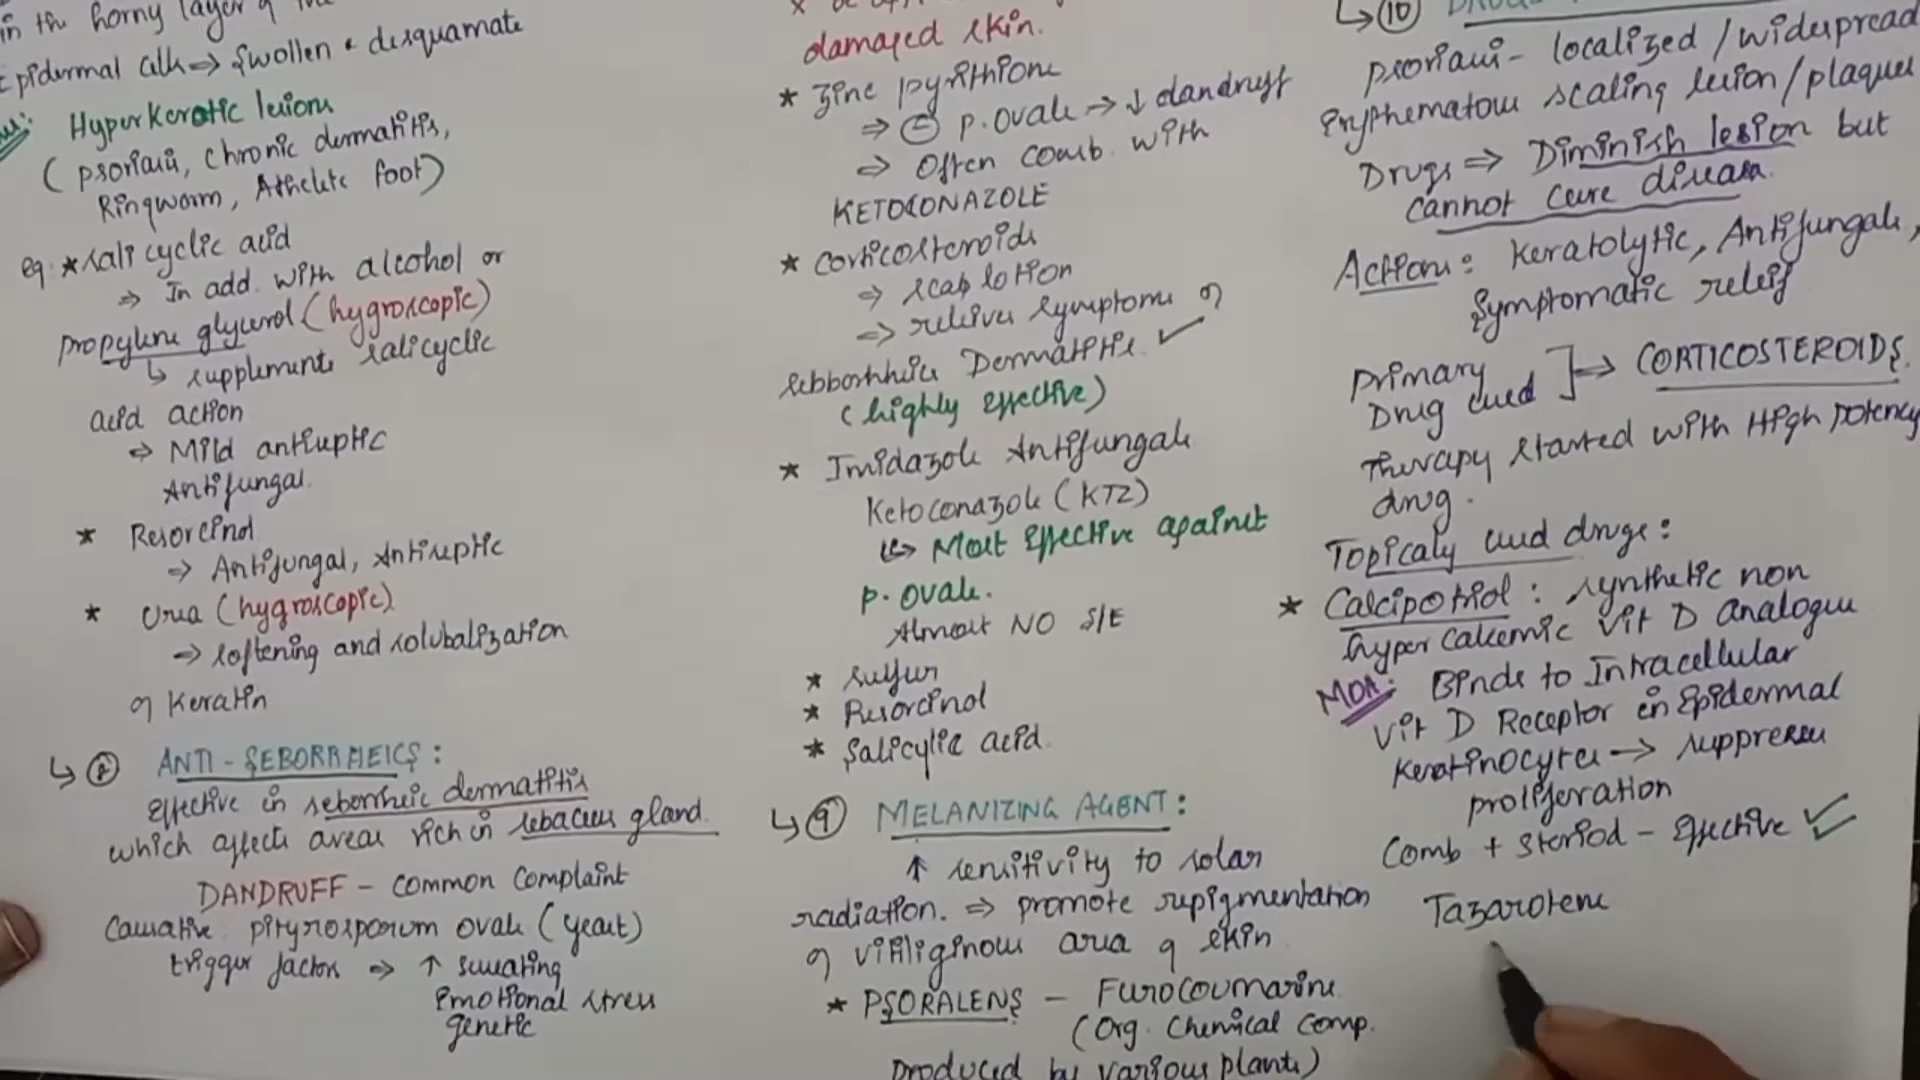 in th horny layer of the
Epidermal cells ⇒ swollen & desquamate
Hyperkeratic lesions
(psoriasis, chronic dermatitis,
Ringworm, Athelete foot)
eg. * salicyclic acid
⇒ In add. with alcohol or
propylene glycerol (hygroscopic)
↳ supplements salicyclic
acid action
⇒ Mild antiseptic
Antifungal.
* Resorcinol
⇒ Antifungal, Antiseptic
* Urea (hygroscopic)
⇒ softening and solubalization
of Keratin
↳ 8 ANTI-SEBORRHEICS:
Effective in seborrheic dermatitis
which affects areas rich in sebaceus gland.
DANDRUFF - common complaint
Causative: pityrosporum ovale (yeast)
trigger factors ⇒ ↑ sweating
Emotional stress
genetic
damaged skin.
* Zinc pyrithione
⇒ ⊖ P. Ovale → ↓ dandruff
⇒ Often comb. with
KETOCONAZOLE
* Corticosteroids
⇒ scap lotion
⇒ relieves symptoms of
sebborhheic Dermatitis ✓
(highly effective)
* Imidazole Antifungals
Ketoconazole (KTZ)
↳ Most effective against
P. Ovale.
Almost NO S/E
* Sulfur
* Resorcinol
* Salicylic acid.
↳ 9 MELANIZING AGENT:
↑ sensitivity to solar
radiation. ⇒ promote repigmentation
of vitiliginous area of skin
* PSORALENS - Furocoumarins
(Org. Chemical Comp.
produced by various plants)
↳ 10
psoriasis - localized / widespread
Erythematous scaling lesion / plaques
Drugs ⇒ Diminish lesion but
cannot cure disease.
Actions: Keratolytic, Antifungals,
Symptomatic relief
Primary
Drug used ]→ CORTICOSTEROIDS.
Therapy started with High potency
drug.
Topicaly used drugs:
* Calcipotriol: synthetic non
hypercalcemic Vit D analogue
MOA: Binds to Intracellular
Vit D Receptor in Epidermal
Keratinocytes → suppresses
proliferation
Comb + Steriod - Effective ✓
Tazarotene